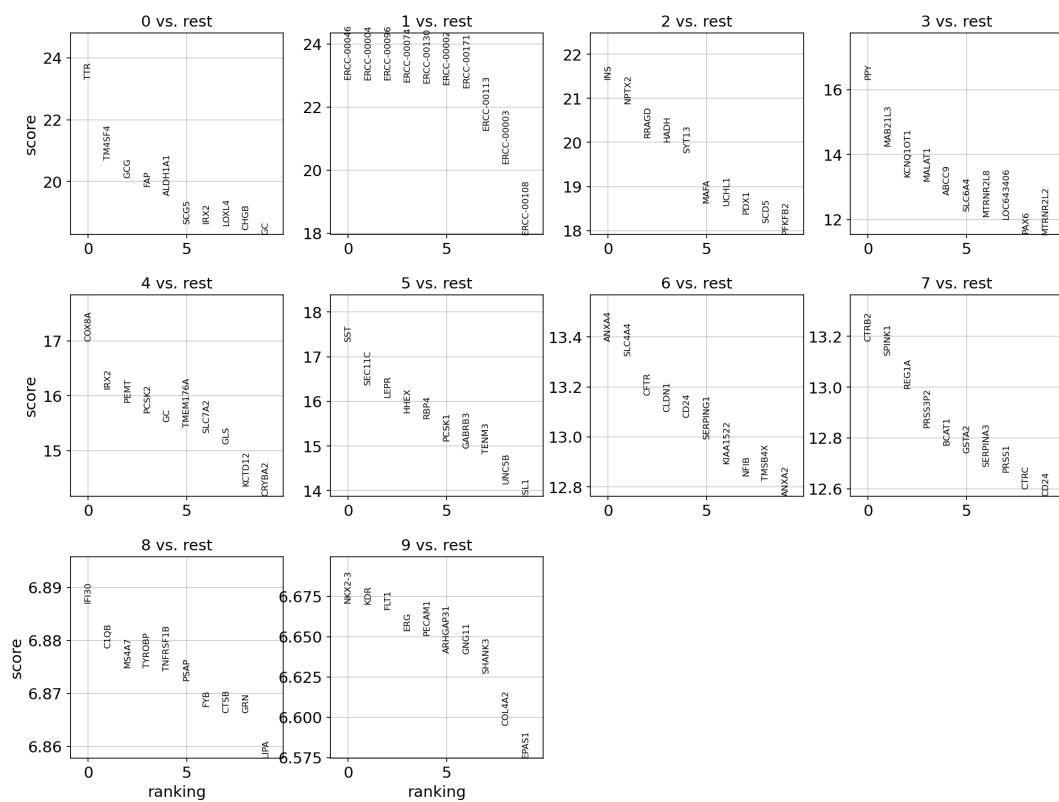 0 vs. rest
1 vs. rest
2 vs. rest
3 vs. rest
score
24
22
20
0
5
TTR
TM4SF4
GCG
FAP
ALDH1A1
SCG5
IRX2
LOXL4
CHGB
GC
24
22
20
18
0
5
ERCC-00046
ERCC-00004
ERCC-00096
ERCC-00074
ERCC-00130
ERCC-00002
ERCC-00171
ERCC-00113
ERCC-00003
ERCC-00108
22
21
20
19
18
0
5
INS
NPTX2
RRAGD
HADH
SYT13
MAFA
UCHL1
PDX1
SCD5
PFKFB2
16
14
12
0
5
PPY
MAB21L3
KCNQ1OT1
MALAT1
ABCC9
SLC6A4
MTRNR2L8
LOC643406
PAX6
MTRNR2L2
4 vs. rest
5 vs. rest
6 vs. rest
7 vs. rest
score
17
16
15
0
5
COX8A
IRX2
PEMT
PCSK2
GC
TMEM176A
SLC7A2
GLS
KCTD12
CRYBA2
18
17
16
15
14
0
5
SST
SEC11C
LEPR
HHEX
RBP4
PCSK1
GABRB3
TENM3
UNC5B
ISL1
13.4
13.2
13.0
12.8
0
5
ANXA4
SLC4A4
CFTR
CLDN1
CD24
SERPING1
KIAA1522
NFIB
TMSB4X
ANXA2
13.2
13.0
12.8
12.6
0
5
CTRB2
SPINK1
REG1A
PRSS3P2
BCAT1
GSTA2
SERPINA3
PRSS1
CTRC
CD24
8 vs. rest
9 vs. rest
score
6.89
6.88
6.87
6.86
0
5
ranking
IFI30
C1QB
MS4A7
TYROBP
TNFRSF1B
PSAP
FYB
CTSB
GRN
LIPA
6.675
6.650
6.625
6.600
6.575
0
5
ranking
NKX2-3
KDR
FLT1
ERG
PECAM1
ARHGAP31
GNG11
SHANK3
COL4A2
EPAS1